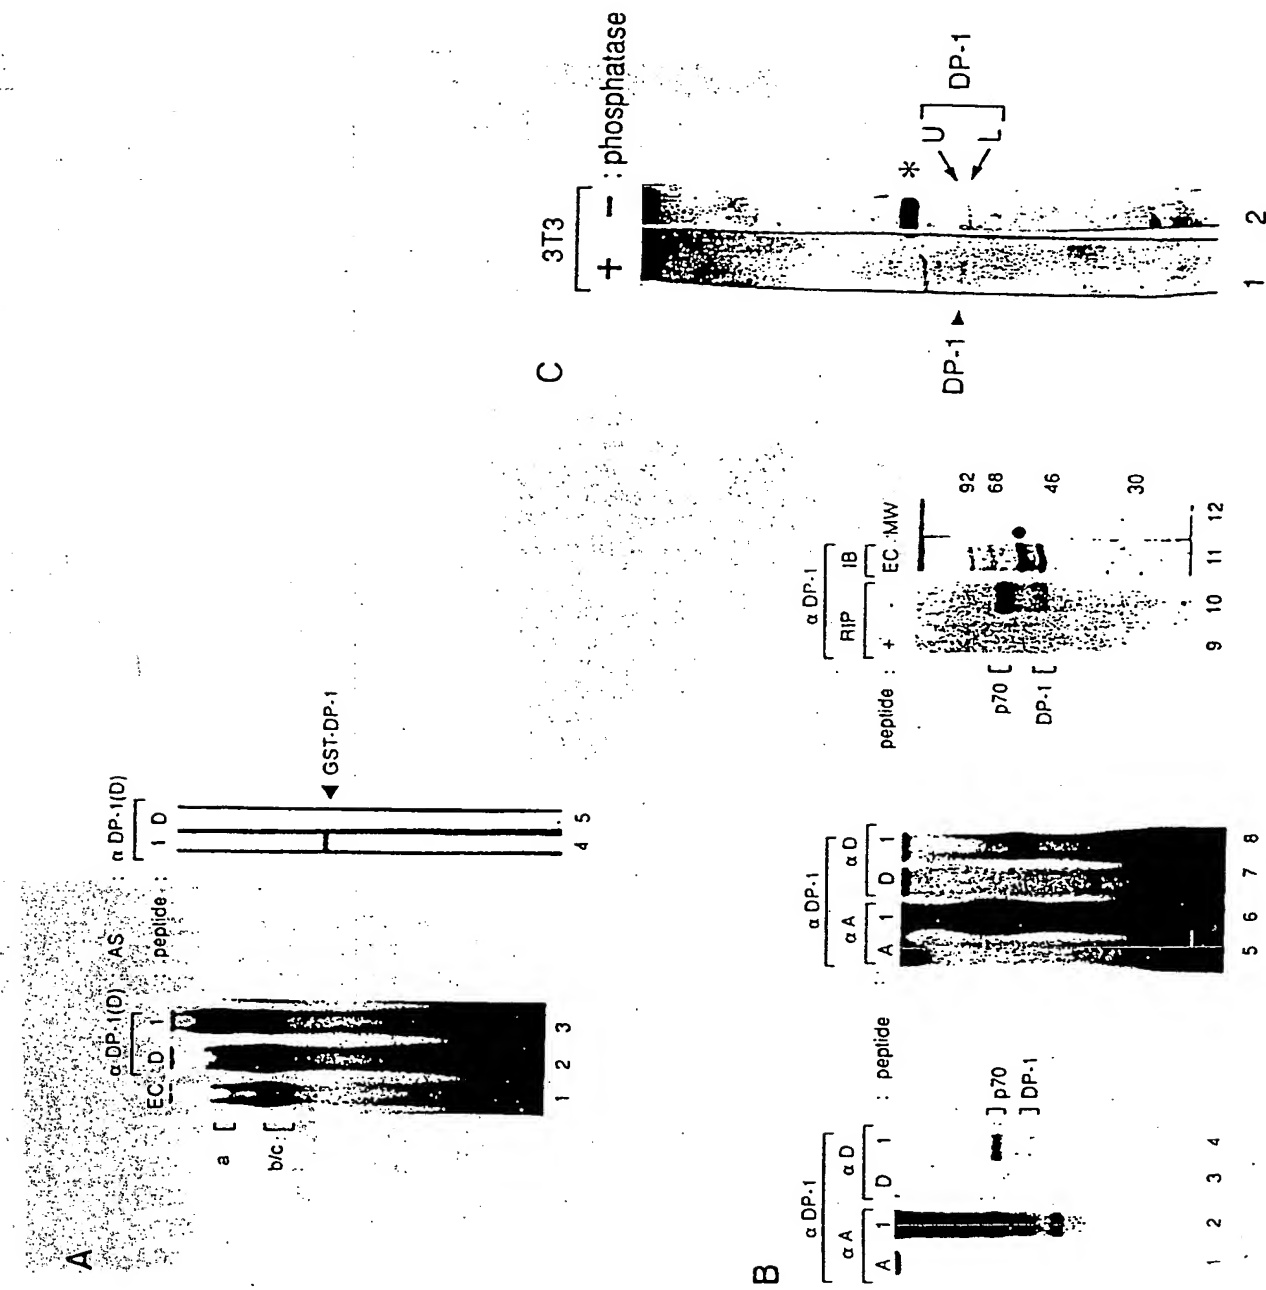 A
α DP-1(D) : AS : α DP-1(D)
EC D 1 : peptide : 1 D
a
b/c
GST-DP-1
1 2 3 4 5
B
α DP-1
α A α D
A 1 D 1 : peptide
p70
DP-1
1 2 3 4
α DP-1
α A α D
: A 1 D 1
5 6 7 8
α DP-1
RIP IB
peptide : + - EC :MW
92
68
46
30
p70
DP-1
9 10 11 12
C
3T3
+ - : phosphatase
*
U
L
DP-1
DP-1
1 2